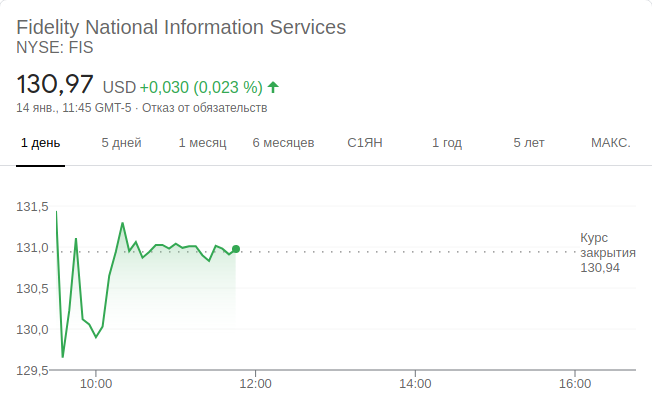 Fidelity National Information Services
NYSE: FIS
130,97 USD +0,030 (0,023 %)
14 янв., 11:45 GMT-5 · Отказ от обязательств
1 день 5 дней 1 месяц 6 месяцев С1ЯН 1 год 5 лет МАКС.
131,5
131,0
130,5
130,0
129,5
Курс
закрытия
130,94
10:00 12:00 14:00 16:00